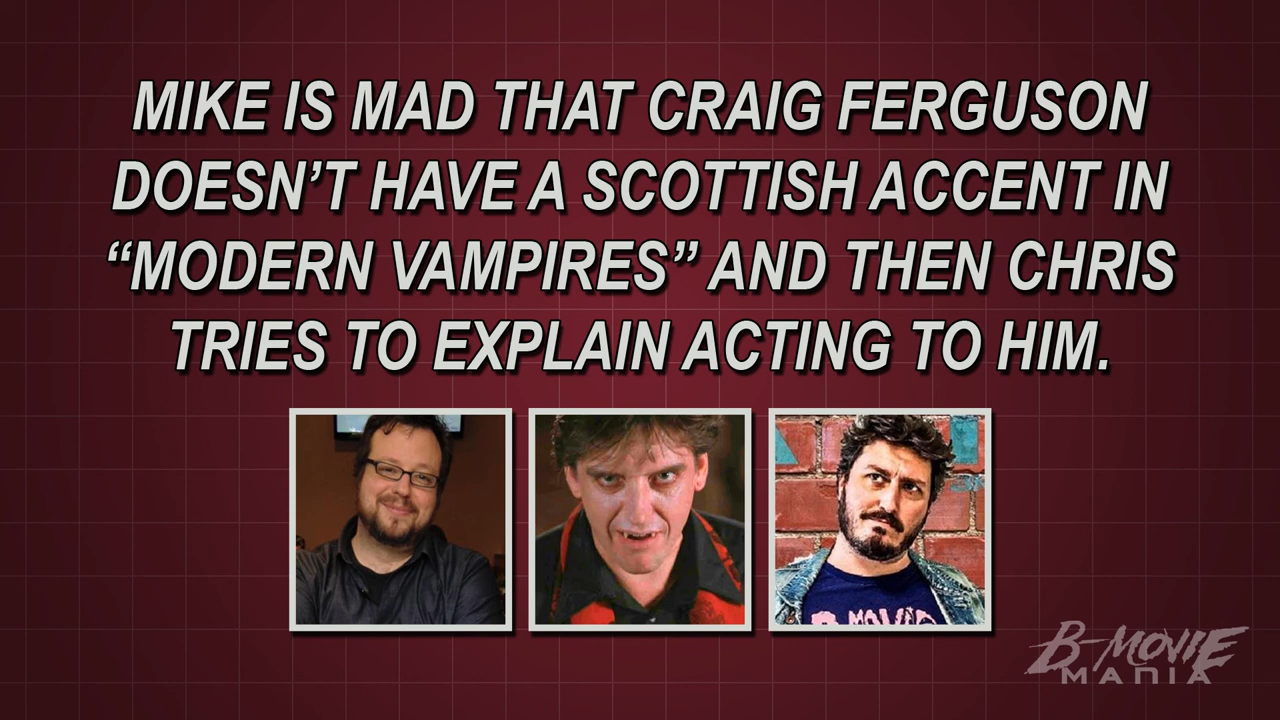 MIKE IS MAD THAT CRAIG FERGUSON
DOESN’T HAVE A SCOTTISH ACCENT IN
“MODERN VAMPIRES” AND THEN CHRIS
TRIES TO EXPLAIN ACTING TO HIM.
B-MOVIE
B-MOVIE
MANIA